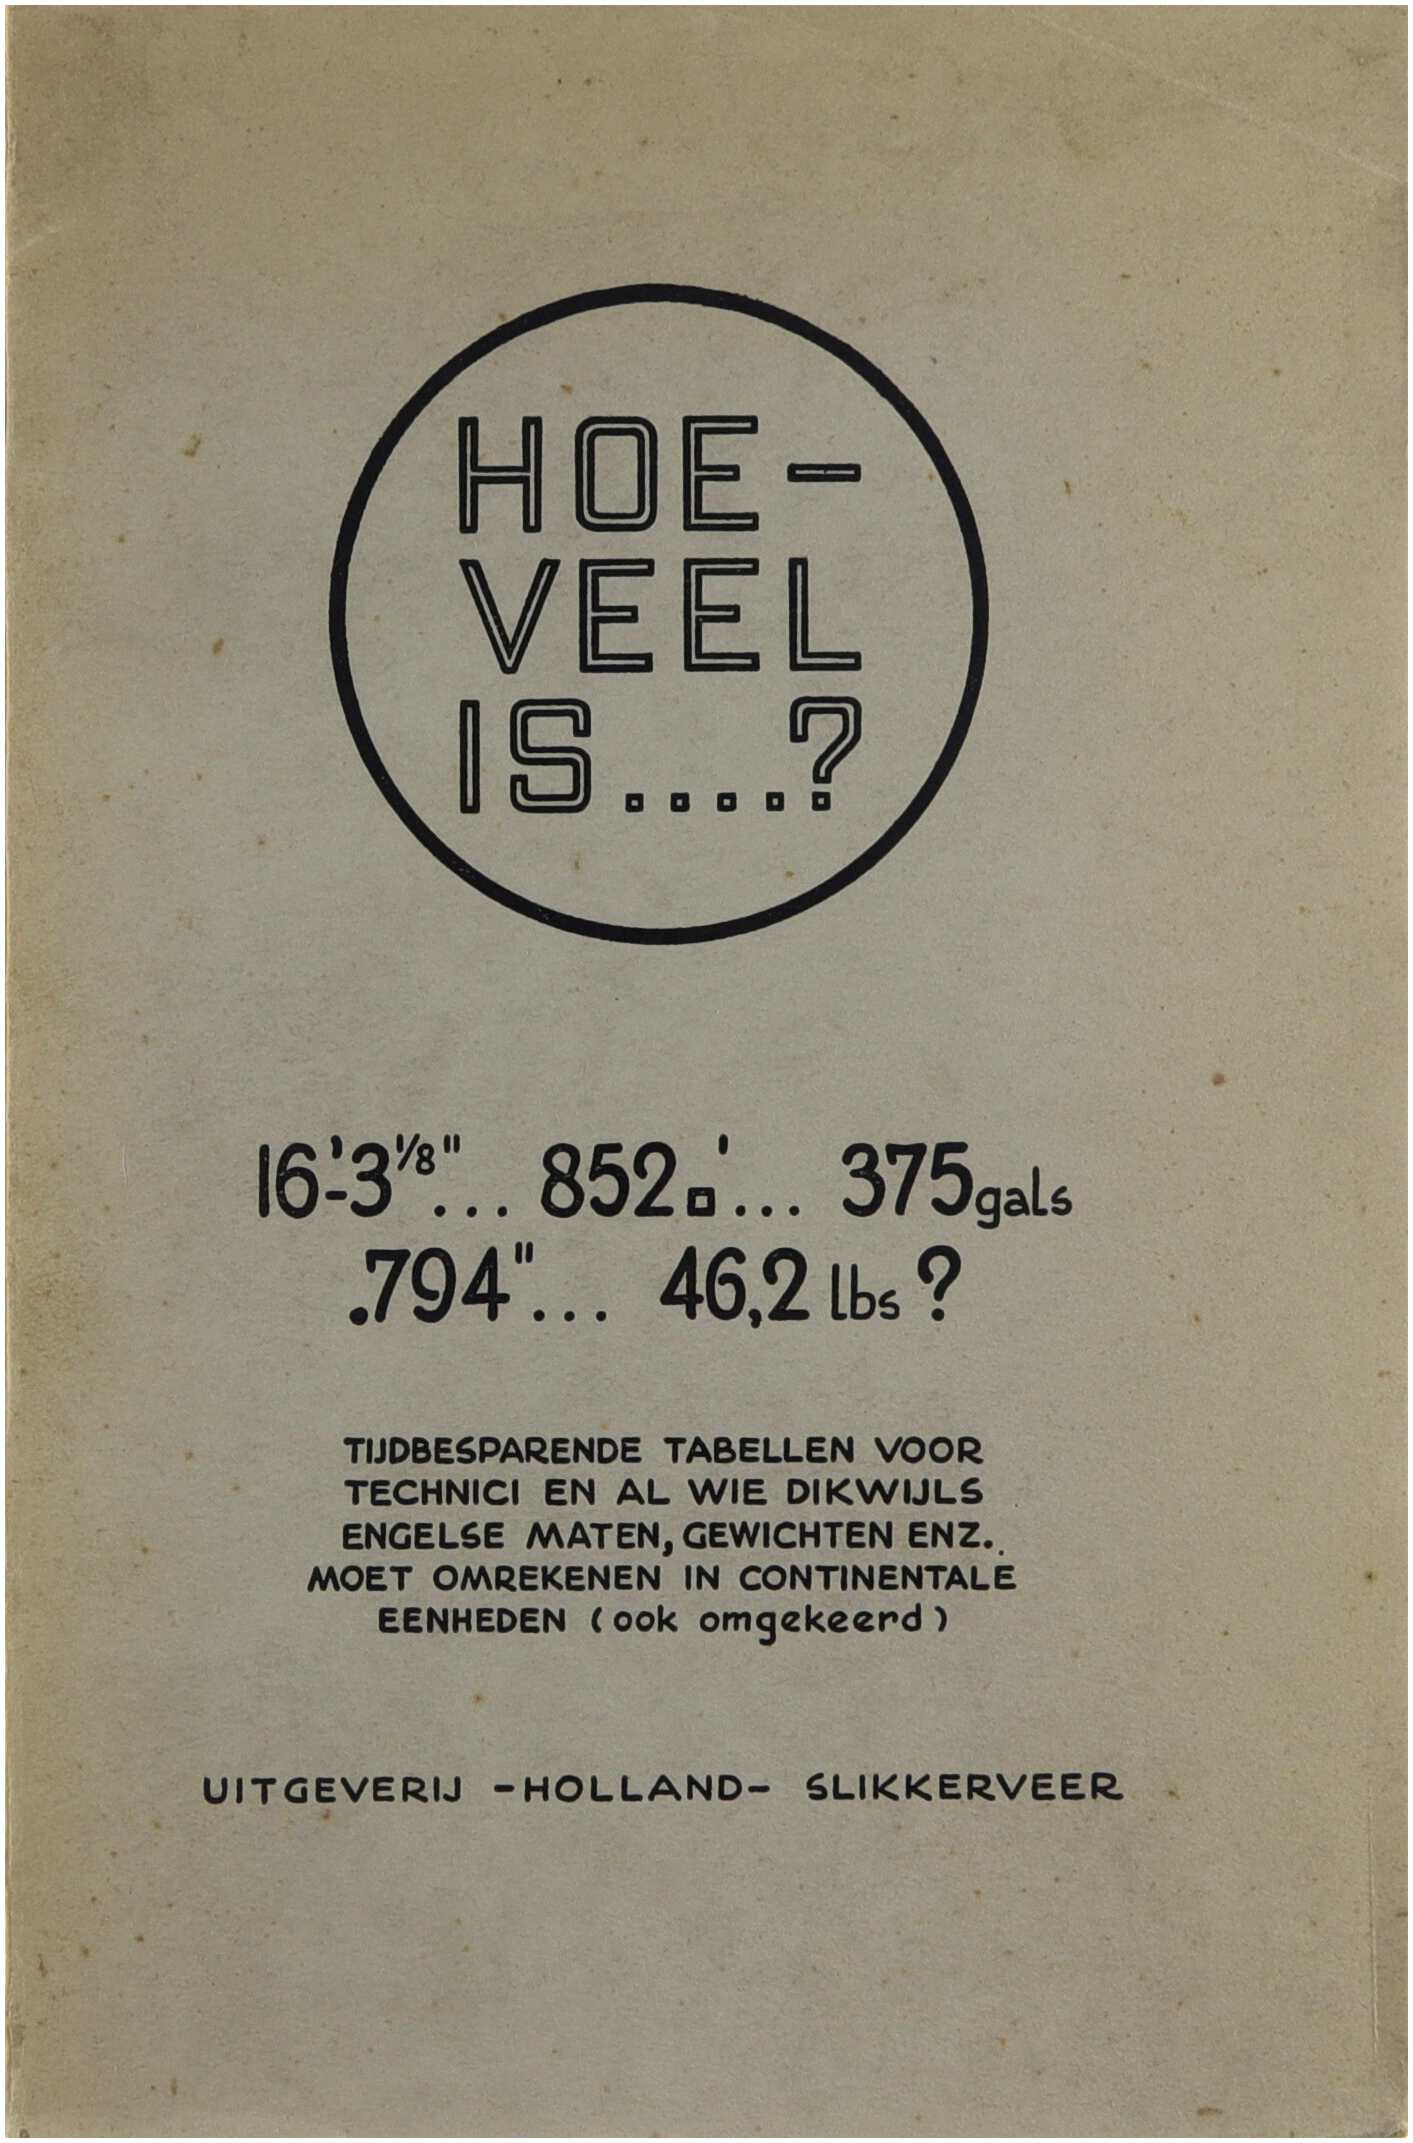 HOE-
VEEL
IS....?
16'-3⅛"... 852□'... 375gals
.794"... 46,2 lbs?
TIJDBESPARENDE TABELLEN VOOR
TECHNICI EN AL WIE DIKWIJLS
ENGELSE MATEN, GEWICHTEN ENZ.
MOET OMREKENEN IN CONTINENTALE
EENHEDEN (ook omgekeerd)
UITGEVERIJ -HOLLAND- SLIKKERVEER